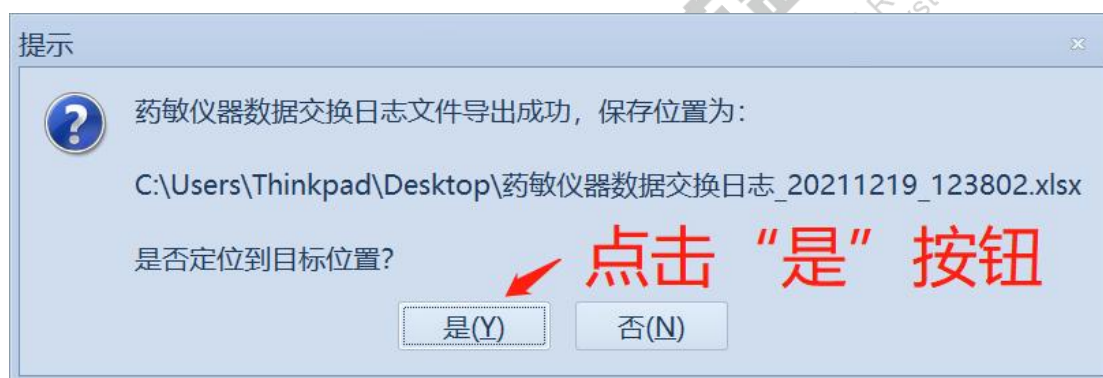 提示
药敏仪器数据交换日志文件导出成功，保存位置为：
C:\Users\Thinkpad\Desktop\药敏仪器数据交换日志_20211219_123802.xlsx
是否定位到目标位置?
点击“是”按钮
是(Y)
否(N)